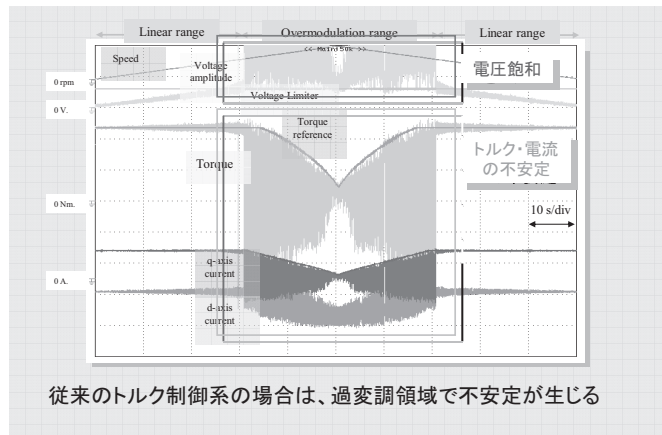 Linear range
Overmodulation range
Linear range
<< Main:50k >>
Speed
Voltage
amplitude
電圧飽和
0 rpm
Voltage Limiter
0 V.
Torque
reference
トルク・電流
の不安定
Torque
10 s/div
0 Nm.
q-axis
current
0 A.
d-axis
current
従来のトルク制御系の場合は、過変調領域で不安定が生じる